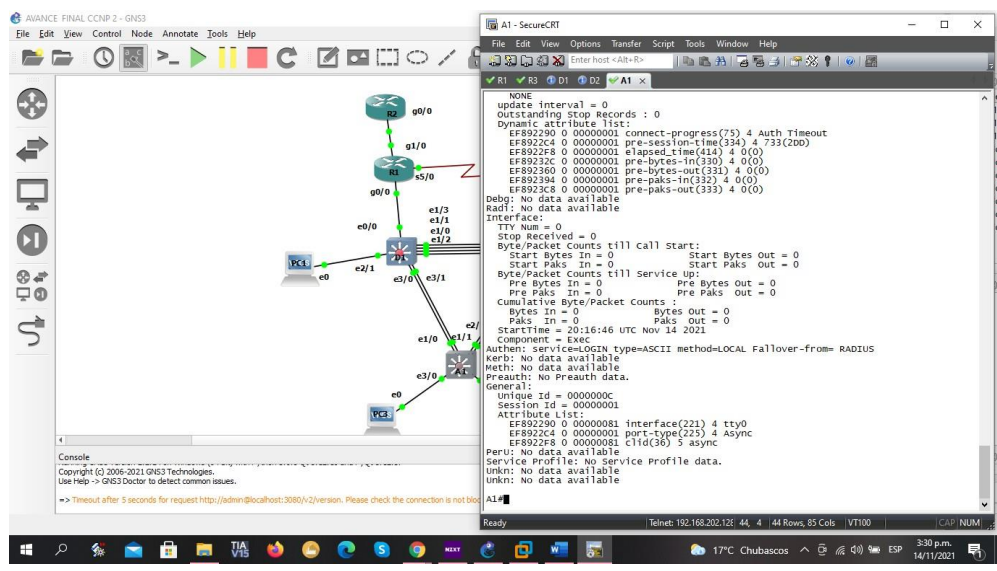 AVANCE FINAL CCNP 2 - GNS3
File Edit View Control Node Annotate Tools Help
R2
g0/0
g1/0
R1
s5/0
g0/0
e1/3
e1/1
e1/0
e1/2
e0/0
D1
PC1
e0
e2/1
e3/0
e3/1
e2/
e1/0
e1/1
e3/0
A1
e0
PC3
Console
Copyright (c) 2006-2021 GNS3 Technologies.
Use Help -> GNS3 Doctor to detect common issues.
=> Timeout after 5 seconds for request http://admin@localhost:3080/v2/version. Please check the connection is not bloc
A1 - SecureCRT
File Edit View Options Transfer Script Tools Window Help
Enter host <Alt+R>
R1 R3 D1 D2 A1 ×
NONE
update interval = 0
Outstanding Stop Records : 0
Dynamic attribute list:
EF892290 0 00000001 connect-progress(75) 4 Auth Timeout
EF8922C4 0 00000001 pre-session-time(334) 4 733(2DD)
EF8922F8 0 00000001 elapsed_time(414) 4 0(0)
EF89232C 0 00000001 pre-bytes-in(330) 4 0(0)
EF892360 0 00000001 pre-bytes-out(331) 4 0(0)
EF892394 0 00000001 pre-paks-in(332) 4 0(0)
EF8923C8 0 00000001 pre-paks-out(333) 4 0(0)
Debg: No data available
Radi: No data available
Interface:
TTY Num = 0
Stop Received = 0
Byte/Packet Counts till Call Start:
Start Bytes In = 0 Start Bytes Out = 0
Start Paks In = 0 Start Paks Out = 0
Byte/Packet Counts till Service Up:
Pre Bytes In = 0 Pre Bytes Out = 0
Pre Paks In = 0 Pre Paks Out = 0
Cumulative Byte/Packet Counts :
Bytes In = 0 Bytes Out = 0
Paks In = 0 Paks Out = 0
StartTime = 20:16:46 UTC Nov 14 2021
Component = Exec
Authen: service=LOGIN type=ASCII method=LOCAL Fallover-from= RADIUS
Kerb: No data available
Meth: No data available
Preauth: No Preauth data.
General:
Unique Id = 0000000C
Session Id = 00000001
Attribute List:
EF892290 0 00000081 interface(221) 4 tty0
EF8922C4 0 00000001 port-type(225) 4 Async
EF8922F8 0 00000081 clid(36) 5 async
PerU: No data available
Service Profile: No Service Profile data.
Unkn: No data available
Unkn: No data available
A1#
Ready Telnet: 192.168.202.128 44, 4 44 Rows, 85 Cols VT100 CAP NUM
TIA V15
NEXT
17°C Chubascos ESP 3:30 p.m. 14/11/2021